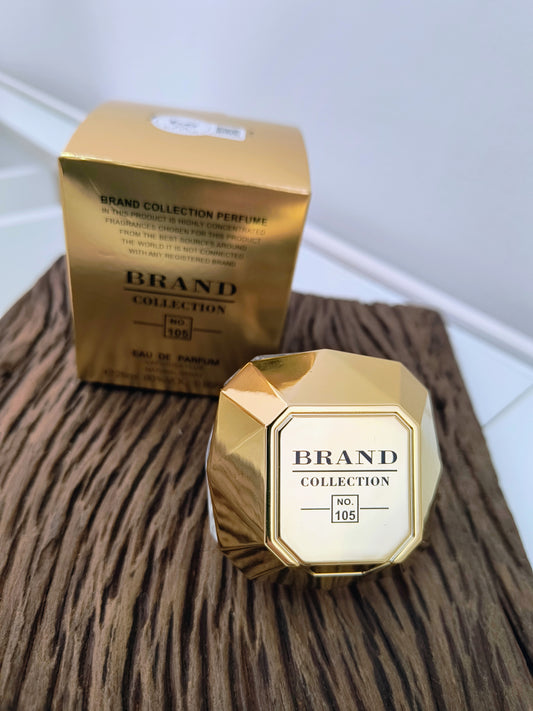 BRAND COLLECTION PERFUME
IN THIS PRODUCT IS HIGHLY CONCENTRATED
FRAGRANCES CHOSEN FOR THIS PRODUCT
FROM THE BEST SOURCES AROUND
THE WORLD IT IS NOT CONNECTED
WITH ANY REGISTERED BRAND
BRAND
COLLECTION
NO.
105
EAU DE PARFUM
BRAND
COLLECTION
NO.
105